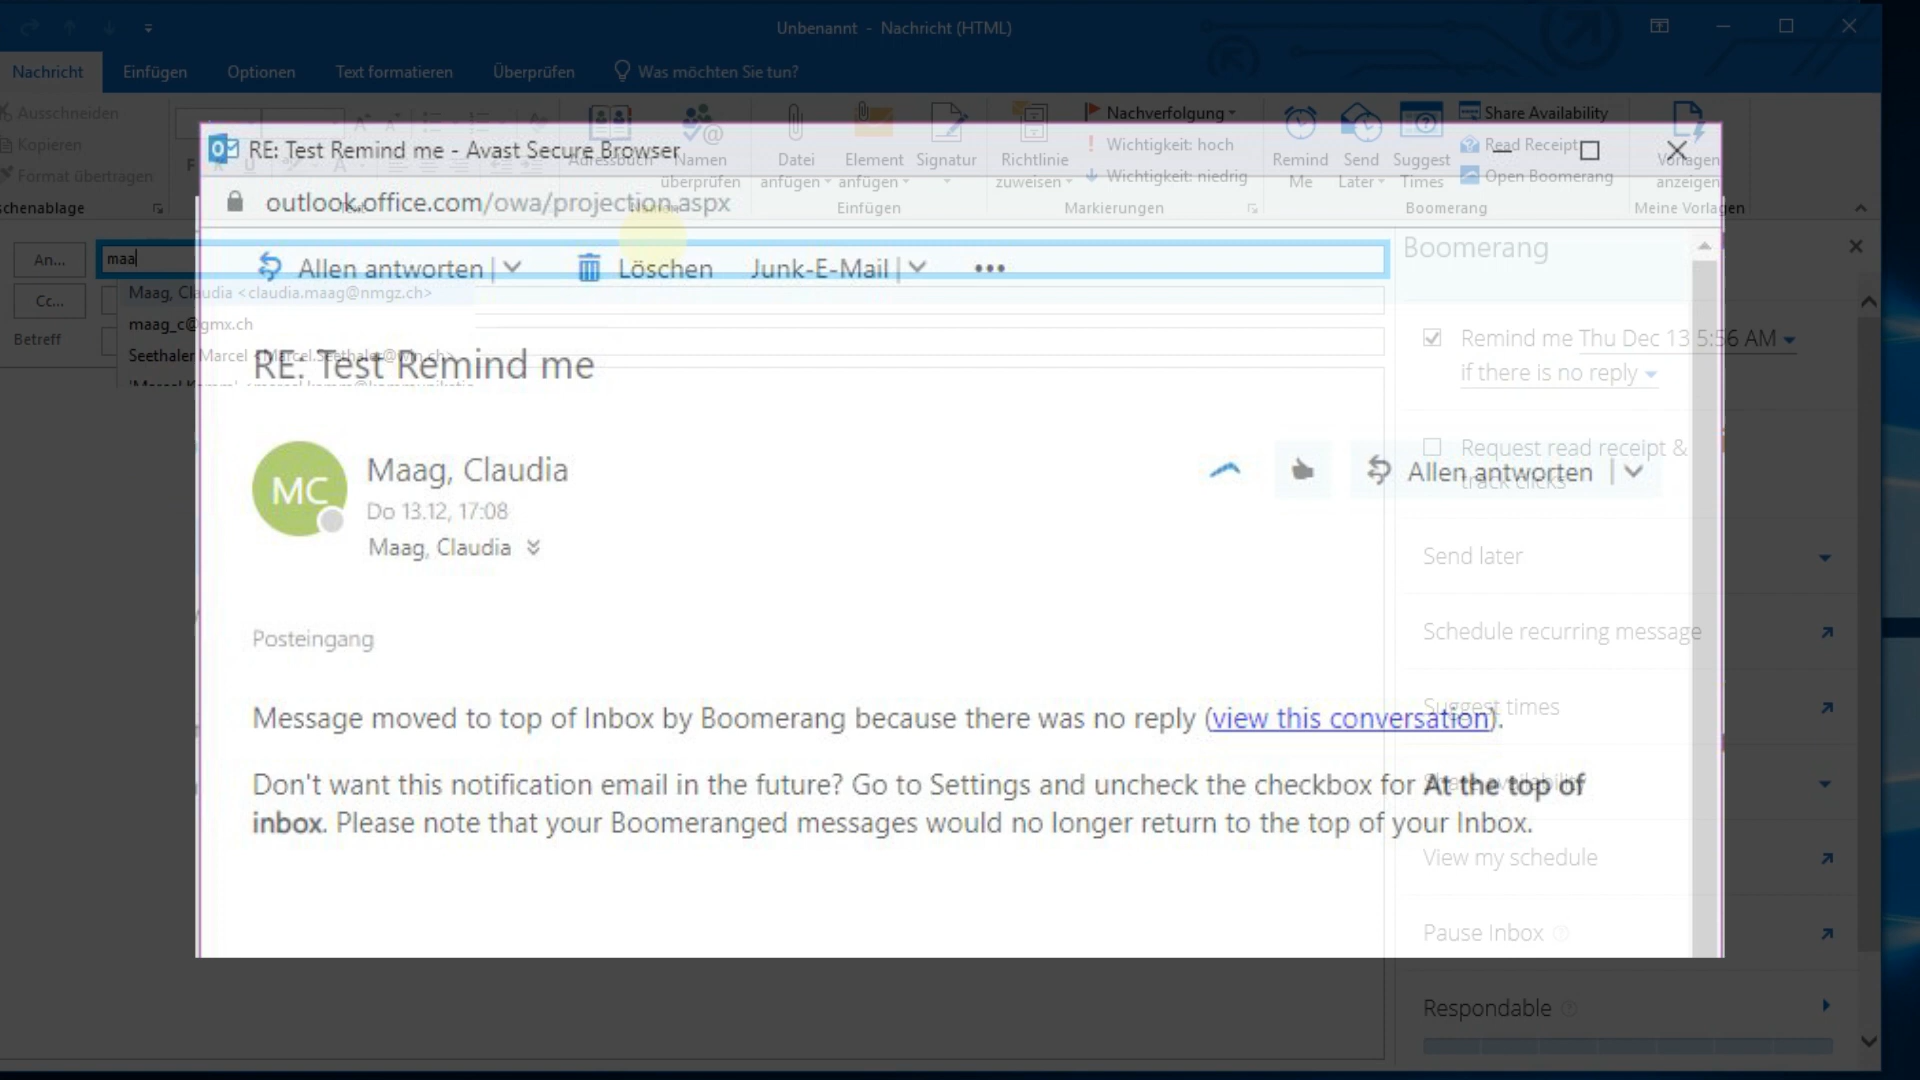 Unbenannt - Nachricht (HTML)
Nachricht Einfügen Optionen Text formatieren Überprüfen Was möchten Sie tun?
Ausschneiden
Kopieren
Format übertragen
chenablage
Namen
überprüfen
Datei
anfügen
Element
anfügen
Signatur
Einfügen
Richtlinie
zuweisen
Nachverfolgung
Wichtigkeit: hoch
Wichtigkeit: niedrig
Markierungen
Remind
Me
Send
Later
Suggest
Times
Share Availability
Read Receipt
Open Boomerang
Boomerang
Vorlagen
anzeigen
Meine Vorlagen
RE: Test Remind me - Avast Secure Browser
outlook.office.com/owa/projection.aspx
An... maa
Cc...
Betreff
Maag, Claudia <claudia.maag@nmgz.ch>
maag_c@gmx.ch
Seethaler Marcel
Allen antworten Löschen Junk-E-Mail
RE: Test Remind me
MC
Maag, Claudia
Do 13.12, 17:08
Maag, Claudia
Allen antworten
Posteingang
Message moved to top of Inbox by Boomerang because there was no reply (view this conversation).
Don't want this notification email in the future? Go to Settings and uncheck the checkbox for At the top of
inbox. Please note that your Boomeranged messages would no longer return to the top of your Inbox.
Boomerang
Remind me Thu Dec 13 5:56 AM
if there is no reply
Request read receipt &
track clicks
Send later
Schedule recurring message
Suggest times
Share availability
View my schedule
Pause Inbox
Respondable